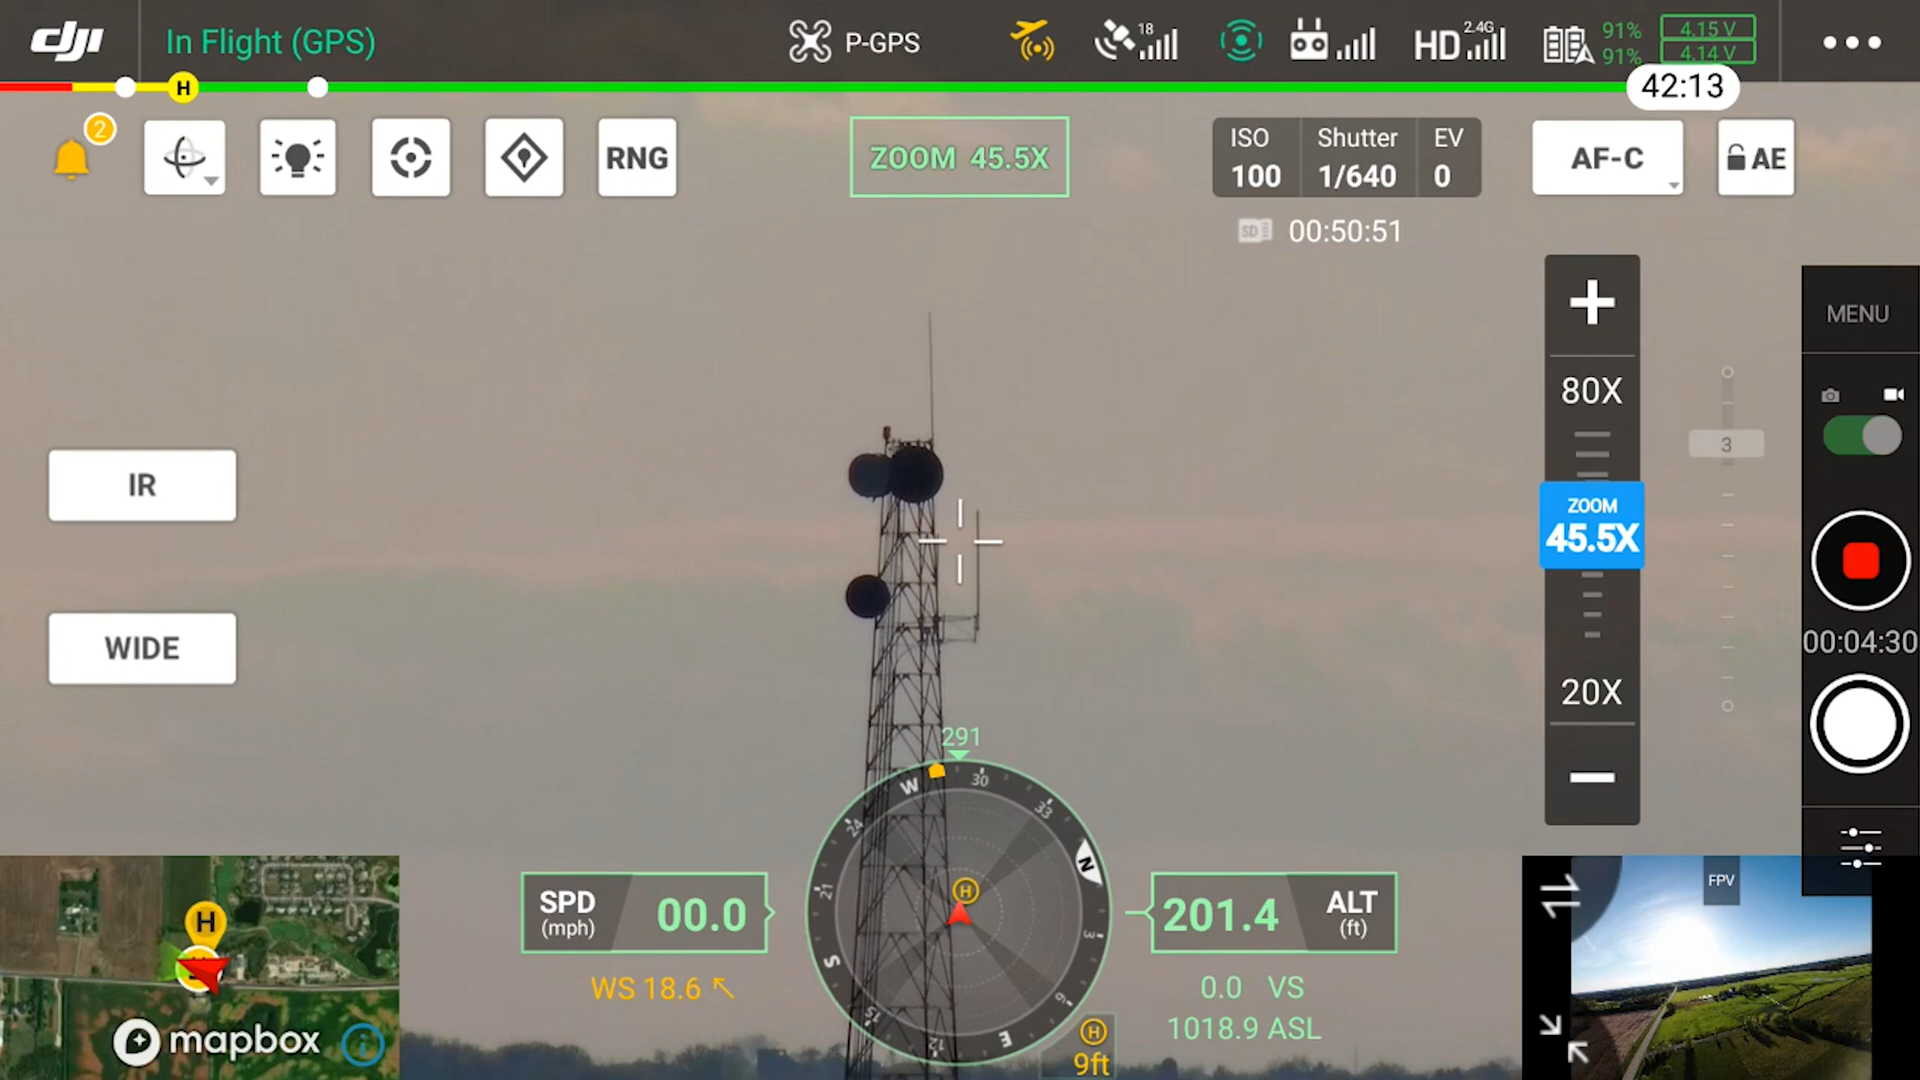 dji
In Flight (GPS)
P-GPS
18
HD 2.4G
91%
91%
4.15 V
4.14 V
H
42:13
2
RNG
ZOOM 45.5X
ISO
100
Shutter
1/640
EV
0
AF-C
AE
SD
00:50:51
MENU
80X
ZOOM
45.5X
20X
3
00:04:30
IR
WIDE
291
W
30
33
N
3
6
E
12
15
S
21
24
H
SPD
(mph)
00.0
WS 18.6
201.4
ALT
(ft)
0.0 VS
1018.9 ASL
H
9ft
H
mapbox
i
FPV